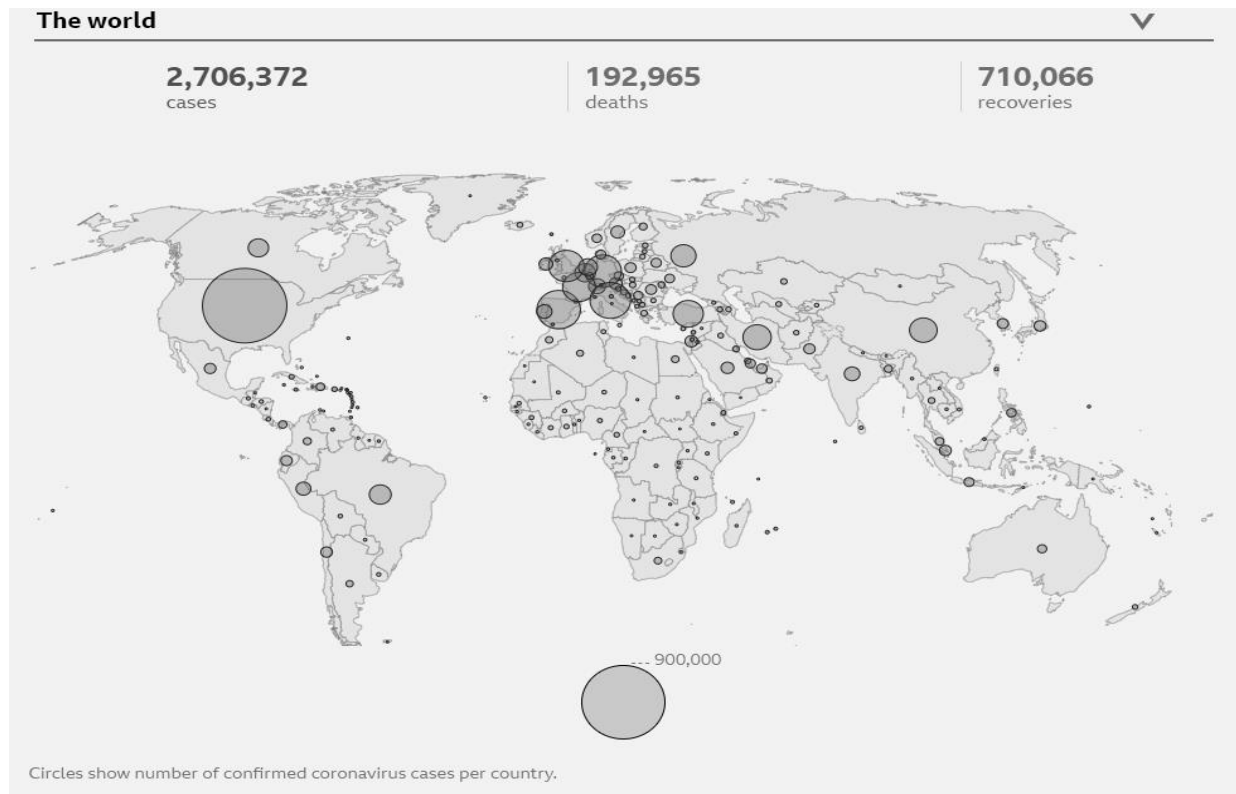 The world
2,706,372
cases
192,965
deaths
710,066
recoveries
900,000
Circles show number of confirmed coronavirus cases per country.